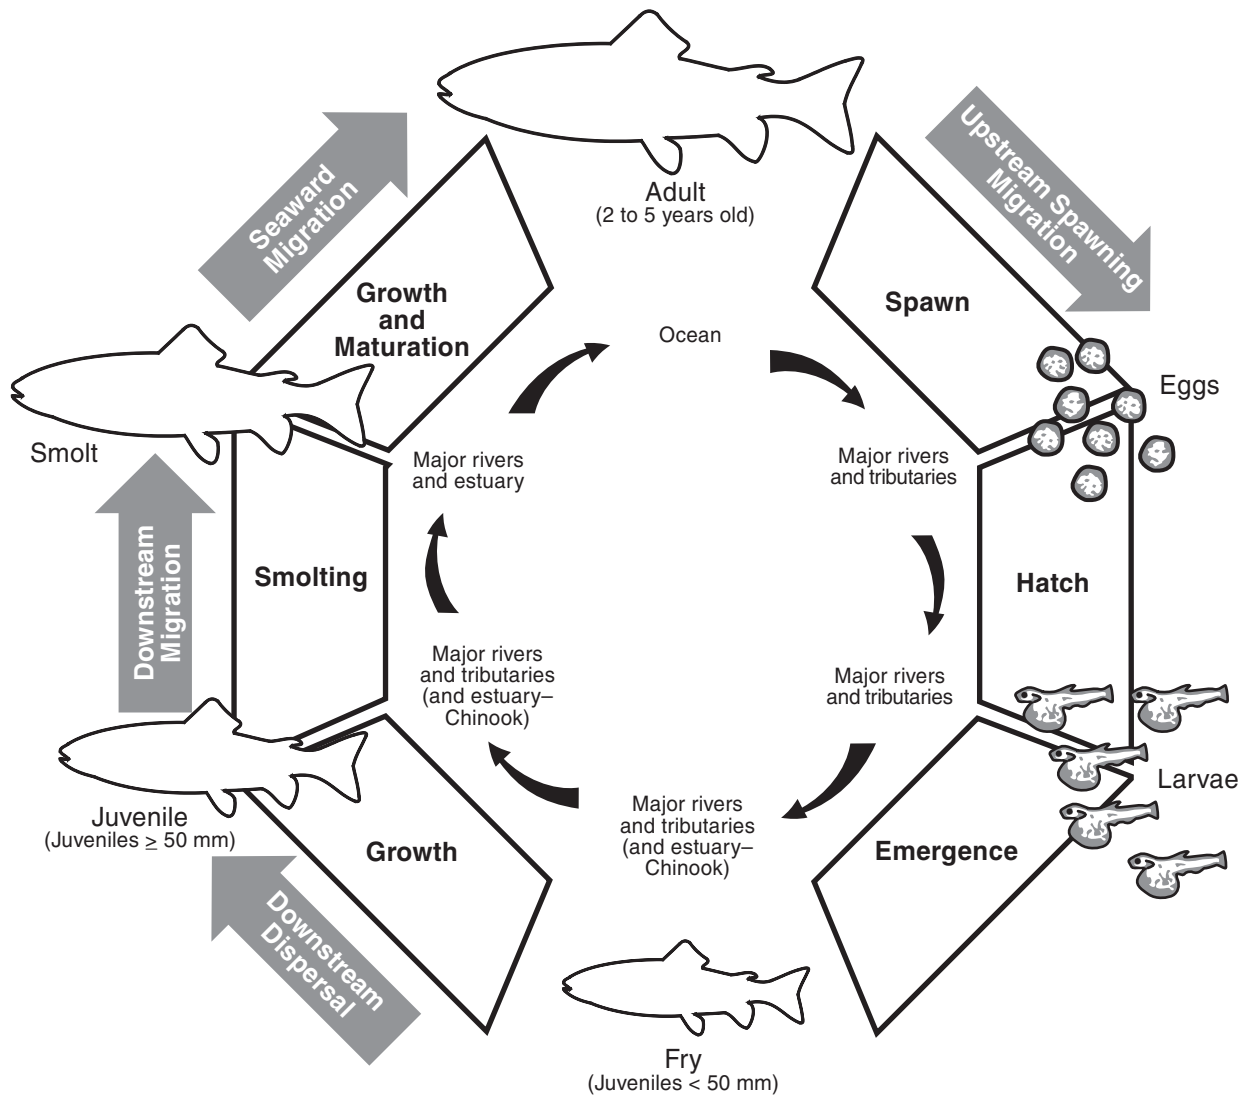 Adult
(2 to 5 years old)
Upstream Spawning
Migration
Spawn
Eggs
Major rivers
and tributaries
Hatch
Major rivers
and tributaries
Larvae
Emergence
Major rivers
and tributaries
(and estuary–
Chinook)
Fry
(Juveniles < 50 mm)
Downstream
Dispersal
Growth
Juvenile
(Juveniles ≥ 50 mm)
Major rivers
and tributaries
(and estuary–
Chinook)
Downstream
Migration
Smolting
Smolt
Major rivers
and estuary
Growth
and
Maturation
Seaward
Migration
Ocean